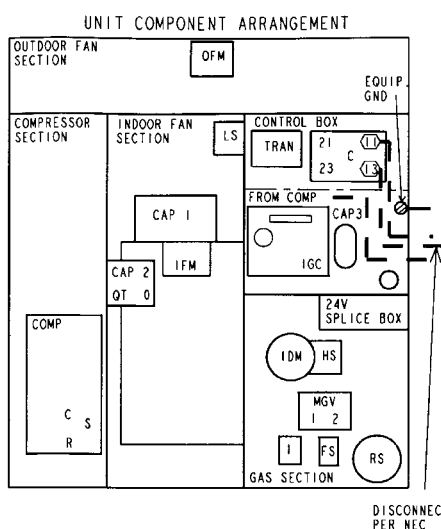 UNIT COMPONENT ARRANGEMENT
OUTDOOR FAN
SECTION
OFM
EQUIP
GND
COMPRESSOR
SECTION
INDOOR FAN
SECTION
LS
CONTROL BOX
TRAN
21
11
C
23
13
FROM COMP
CAP 1
CAP3
IFM
IGC
CAP 2
QT 0
24V
SPLICE BOX
COMP
IDM
HS
C
S
R
MGV
1 2
I
FS
RS
GAS SECTION
DISCONNEC
PER NEC